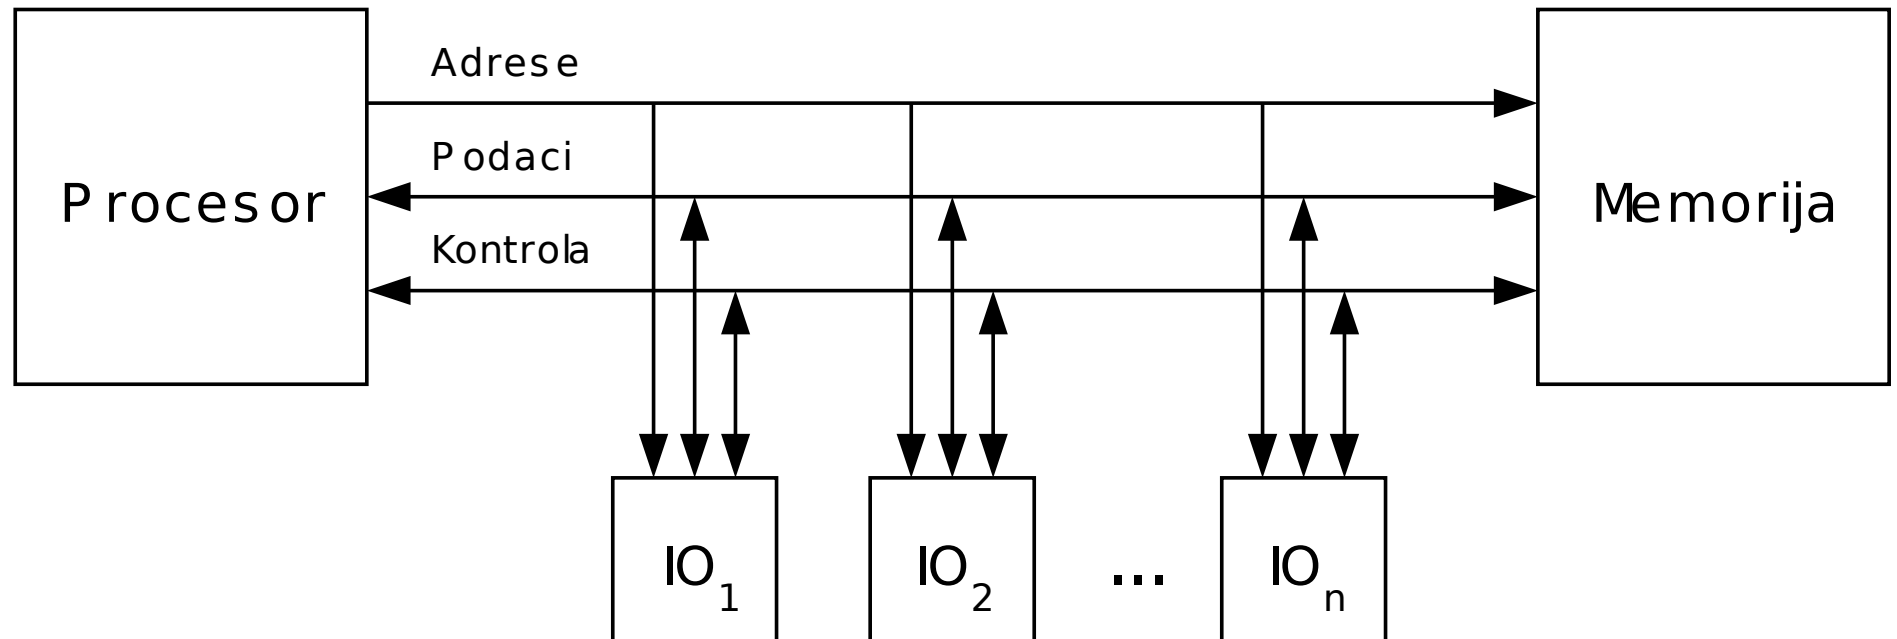 Adrese
Podaci
Procesor
Memorija
Kontrola
IO₁
IO₂
...
IOₙ